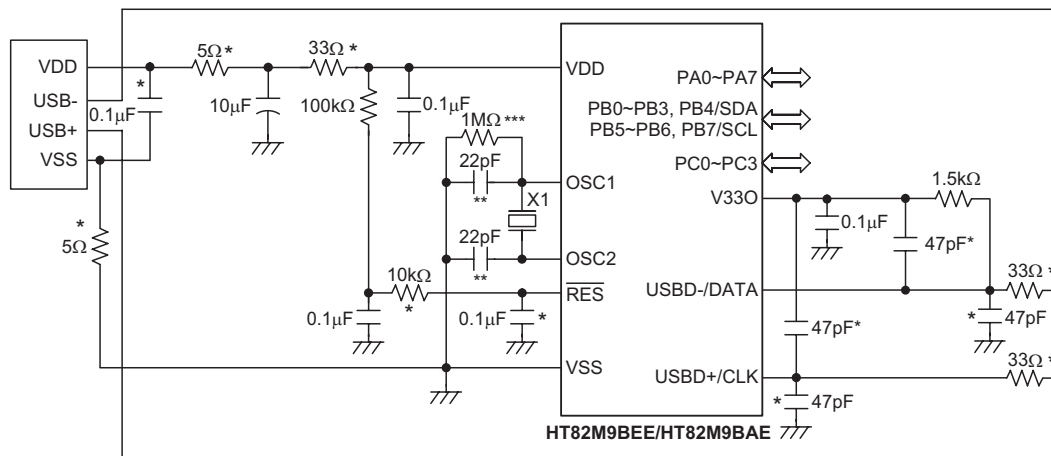 VDD
USB-
USB+
VSS
*
0.1μF
5Ω*
10μF
33Ω*
100kΩ
0.1μF
*
5Ω
1MΩ***
22pF
**
X1
22pF
**
10kΩ
*
0.1μF
0.1μF
*
VDD
OSC1
OSC2
RES
VSS
PA0~PA7
PB0~PB3, PB4/SDA
PB5~PB6, PB7/SCL
PC0~PC3
V33O
USBD-/DATA
USBD+/CLK
1.5kΩ
0.1μF
47pF*
33Ω*
47pF*
*
47pF
33Ω*
*
47pF
HT82M9BEE/HT82M9BAE